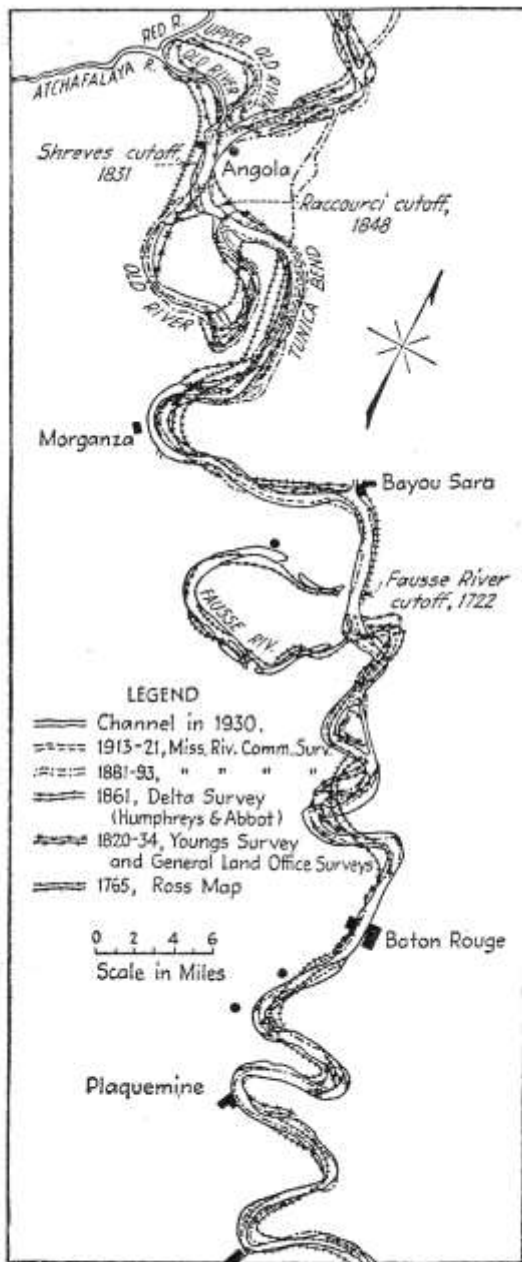 RED R.
UPPER OLD RIVER
ATCHAFALAYA R.
OLD RIVER
Shreves cutoff,
1831
Angola
Raccourci cutoff,
1848
OLD RIVER
TUNICA BEND
Morganza
Bayou Sara
Fausse River
cutoff, 1722
FAUSSE RIV.
LEGEND
Channel in 1930.
1913-21, Miss. Riv. Comm. Surv.
1881-93, " " " "
1861, Delta Survey
(Humphreys & Abbot)
1820-34, Youngs Survey
and General Land Office Surveys
1765, Ross Map
0 2 4 6
Scale in Miles
Baton Rouge
Plaquemine